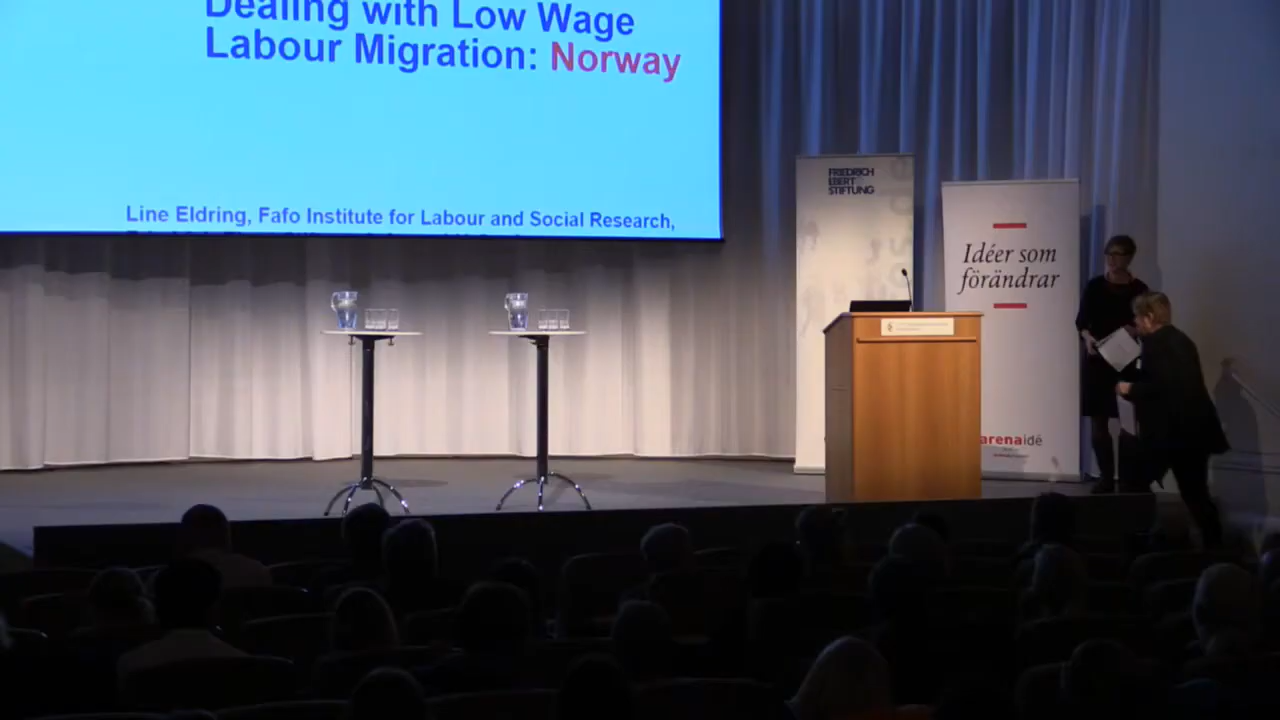 Dealing with Low Wage
Labour Migration: Norway
Line Eldring, Fafo Institute for Labour and Social Research,
FRIEDRICH
EBERT
STIFTUNG
Idéer som
förändrar
arenaidé